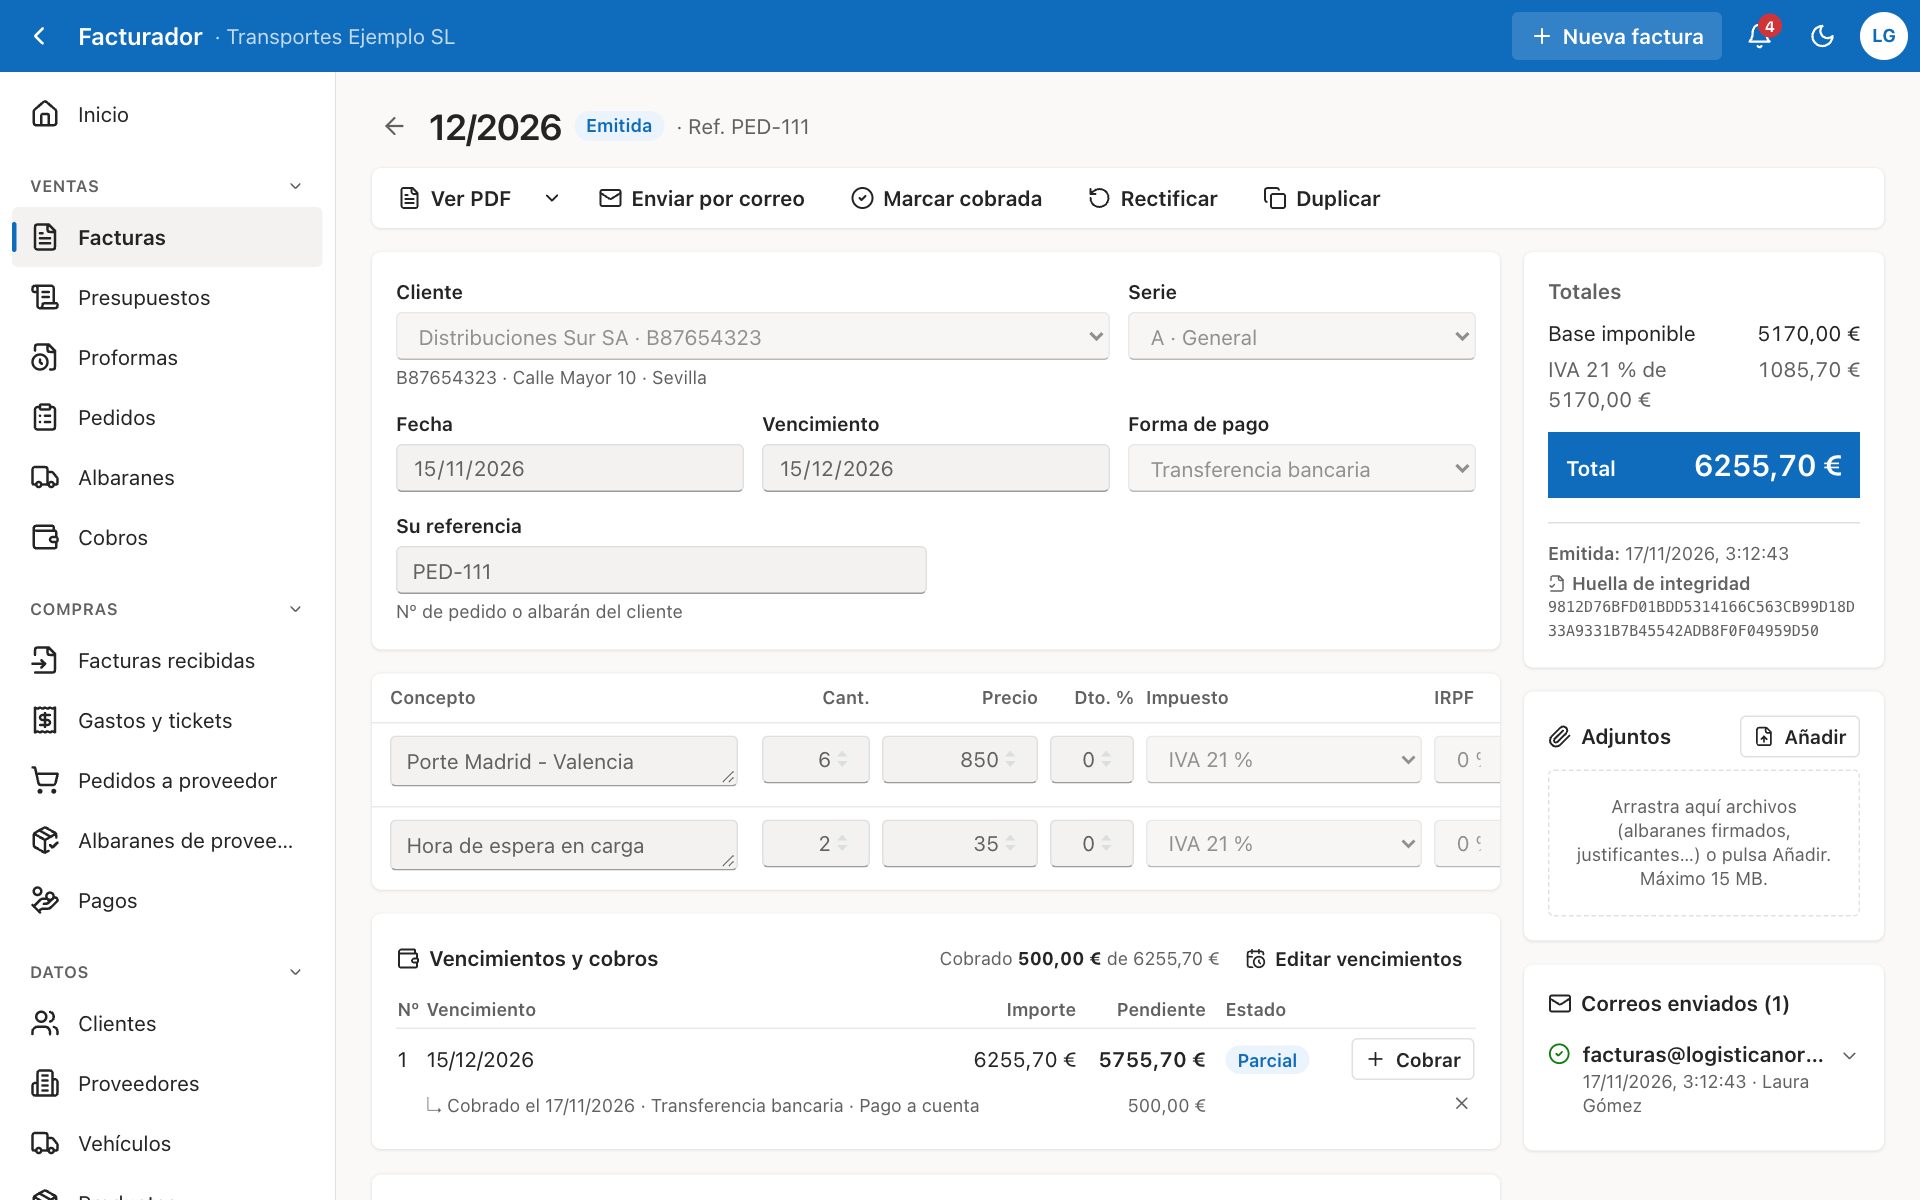 Facturador · Transportes Ejemplo SL
Nueva factura
4
LG
Inicio
VENTAS
Facturas
Presupuestos
Proformas
Pedidos
Albaranes
Cobros
COMPRAS
Facturas recibidas
Gastos y tickets
Pedidos a proveedor
Albaranes de provee...
Pagos
DATOS
Clientes
Proveedores
Vehículos
12/2026 Emitida · Ref. PED-111
Ver PDF Enviar por correo Marcar cobrada Rectificar Duplicar
Cliente Serie
Distribuciones Sur SA · B87654323 A · General
B87654323 · Calle Mayor 10 · Sevilla
Fecha Vencimiento Forma de pago
15/11/2026 15/12/2026 Transferencia bancaria
Su referencia
PED-111
Nº de pedido o albarán del cliente
Concepto Cant. Precio Dto. % Impuesto IRPF
Porte Madrid - Valencia 6 850 0 IVA 21 % 0
Hora de espera en carga 2 35 0 IVA 21 % 0
Vencimientos y cobros Cobrado 500,00 € de 6255,70 € Editar vencimientos
Nº Vencimiento Importe Pendiente Estado
1 15/12/2026 6255,70 € 5755,70 € Parcial Cobrar
Cobrado el 17/11/2026 · Transferencia bancaria · Pago a cuenta 500,00 €
Totales
Base imponible 5170,00 €
IVA 21 % de 1085,70 €
5170,00 €
Total 6255,70 €
Emitida: 17/11/2026, 3:12:43
Huella de integridad
9812D76BFD01BDD5314166C563CB99D18D
33A9331B7B45542ADB8F0F04959D50
Adjuntos Añadir
Arrastra aquí archivos
(albaranes firmados,
justificantes...) o pulsa Añadir.
Máximo 15 MB.
Correos enviados (1)
facturas@logisticanor...
17/11/2026, 3:12:43 · Laura
Gómez